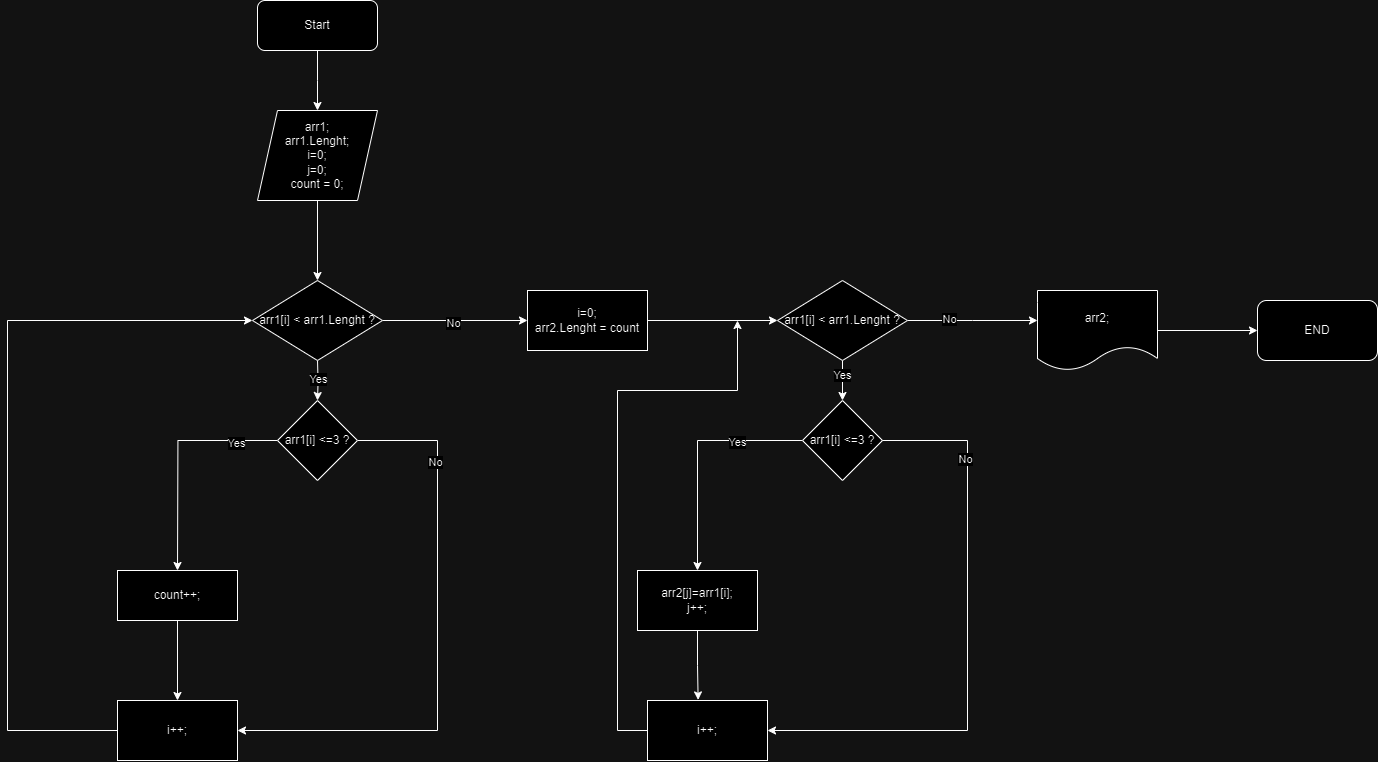 Start
arr1;
arr1.Lenght;
i=0;
j=0;
count = 0;
arr1[i] < arr1.Lenght ?
No
i=0;
arr2.Lenght = count
arr1[i] < arr1.Lenght ?
No
arr2;
END
Yes
Yes
arr1[i] <=3 ?
Yes
No
arr1[i] <=3 ?
Yes
No
count++;
arr2[j]=arr1[i];
j++;
i++;
i++;